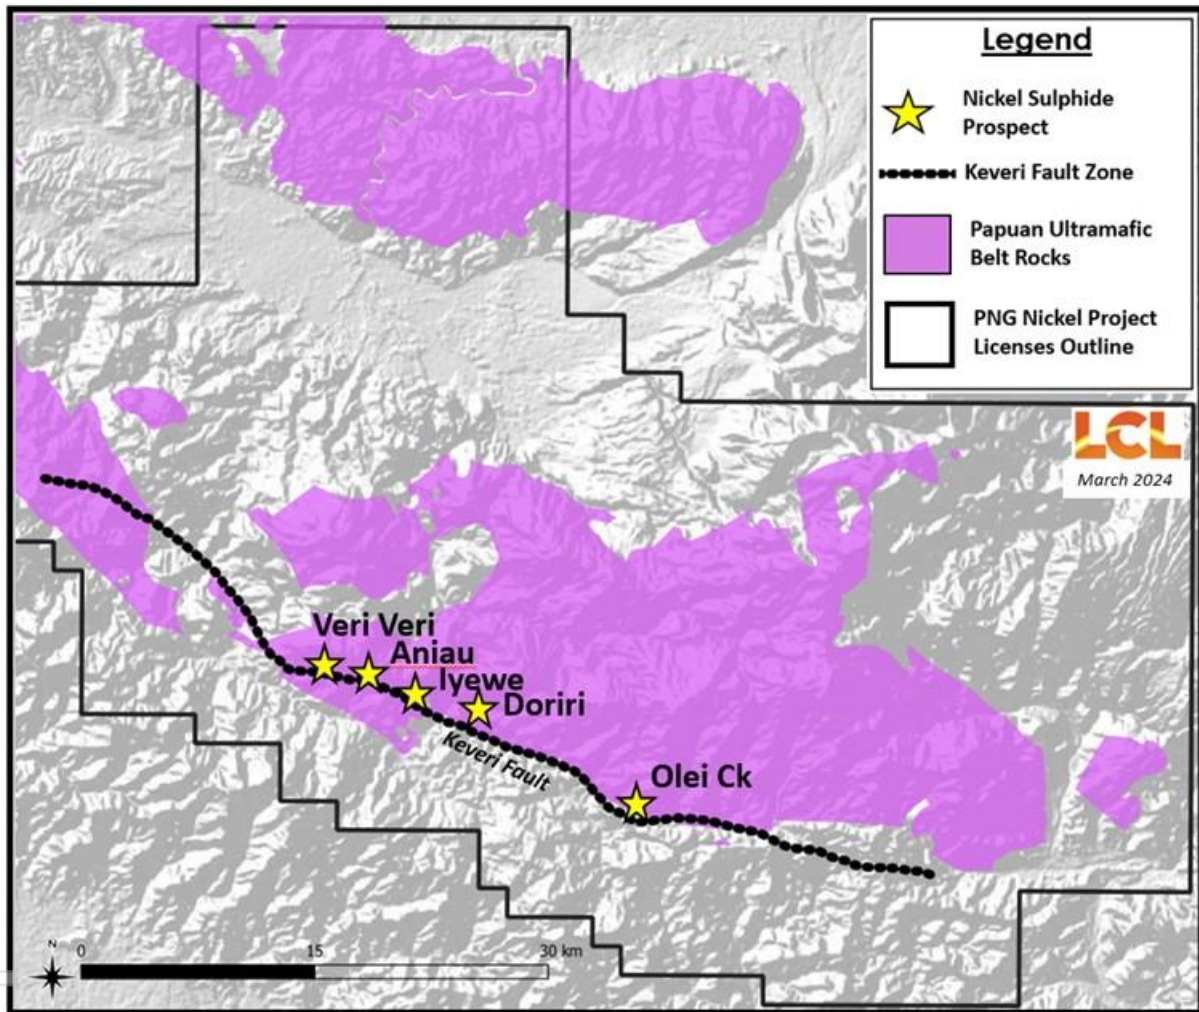 Legend
Nickel Sulphide
Prospect
Keveri Fault Zone
Papuan Ultramafic
Belt Rocks
PNG Nickel Project
Licenses Outline
LCL
March 2024
Veri Veri
Aniau
Iyewe
Doriri
Keveri Fault
Olei Ck
N
0 15 30 km